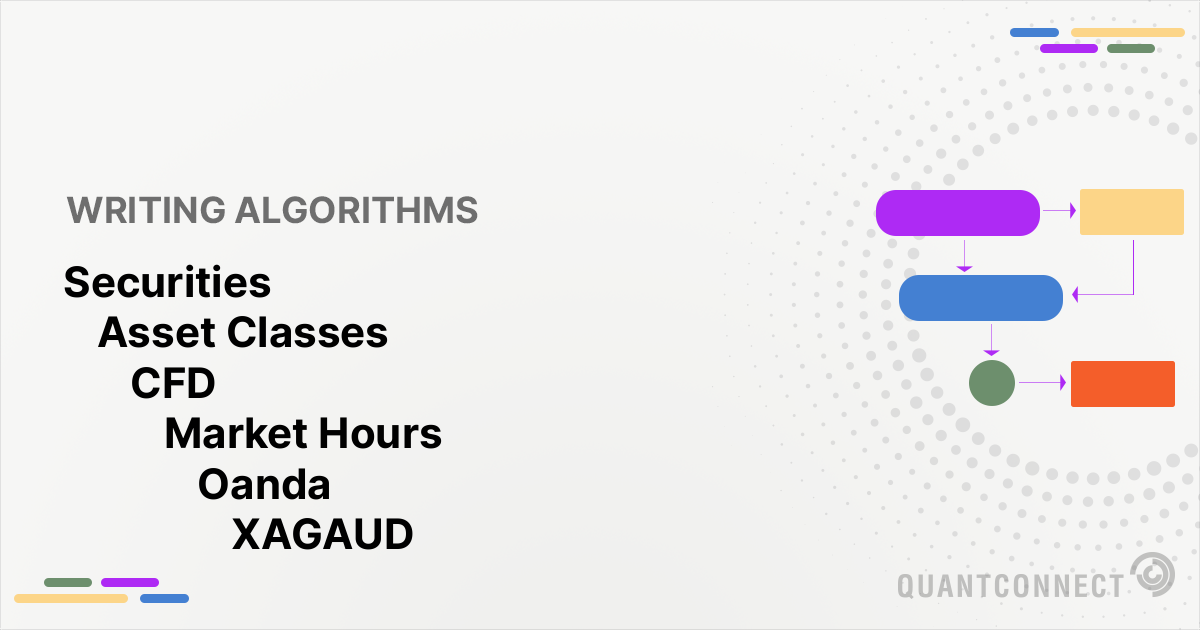 WRITING ALGORITHMS
Securities
Asset Classes
CFD
Market Hours
Oanda
XAGAUD
QUANTCONNECT